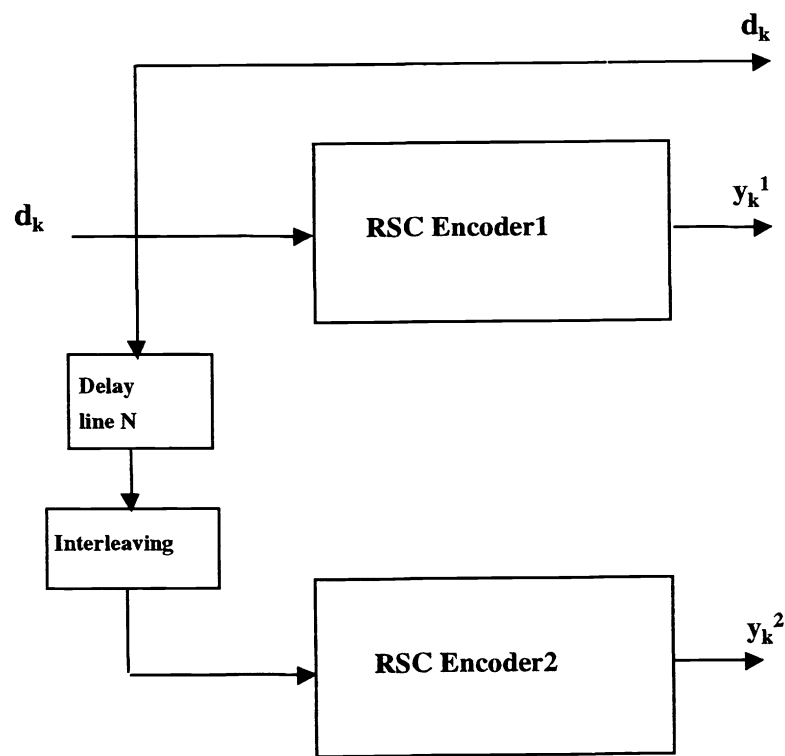 d_k
RSC Encoder1
y_k^1
d_k
Delay
line N
Interleaving
RSC Encoder2
y_k^2